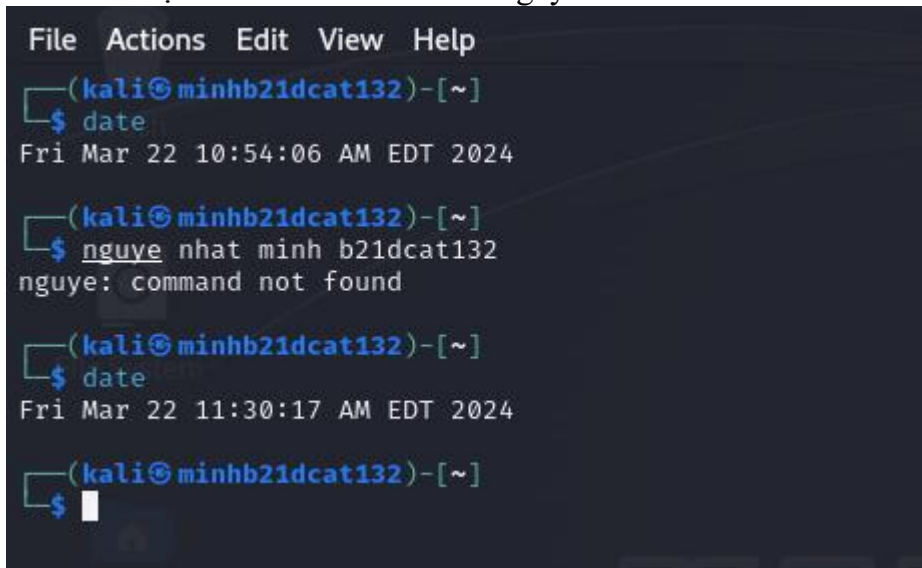 File Actions Edit View Help
┌──(kali㉿minhb21dcat132)-[~]
└─$ date
Fri Mar 22 10:54:06 AM EDT 2024
┌──(kali㉿minhb21dcat132)-[~]
└─$ nguye nhat minh b21dcat132
nguye: command not found
┌──(kali㉿minhb21dcat132)-[~]
└─$ date
Fri Mar 22 11:30:17 AM EDT 2024
┌──(kali㉿minhb21dcat132)-[~]
└─$